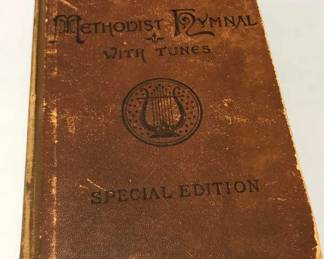 METHODIST HYMNAL
WITH TUNES
SPECIAL EDITION